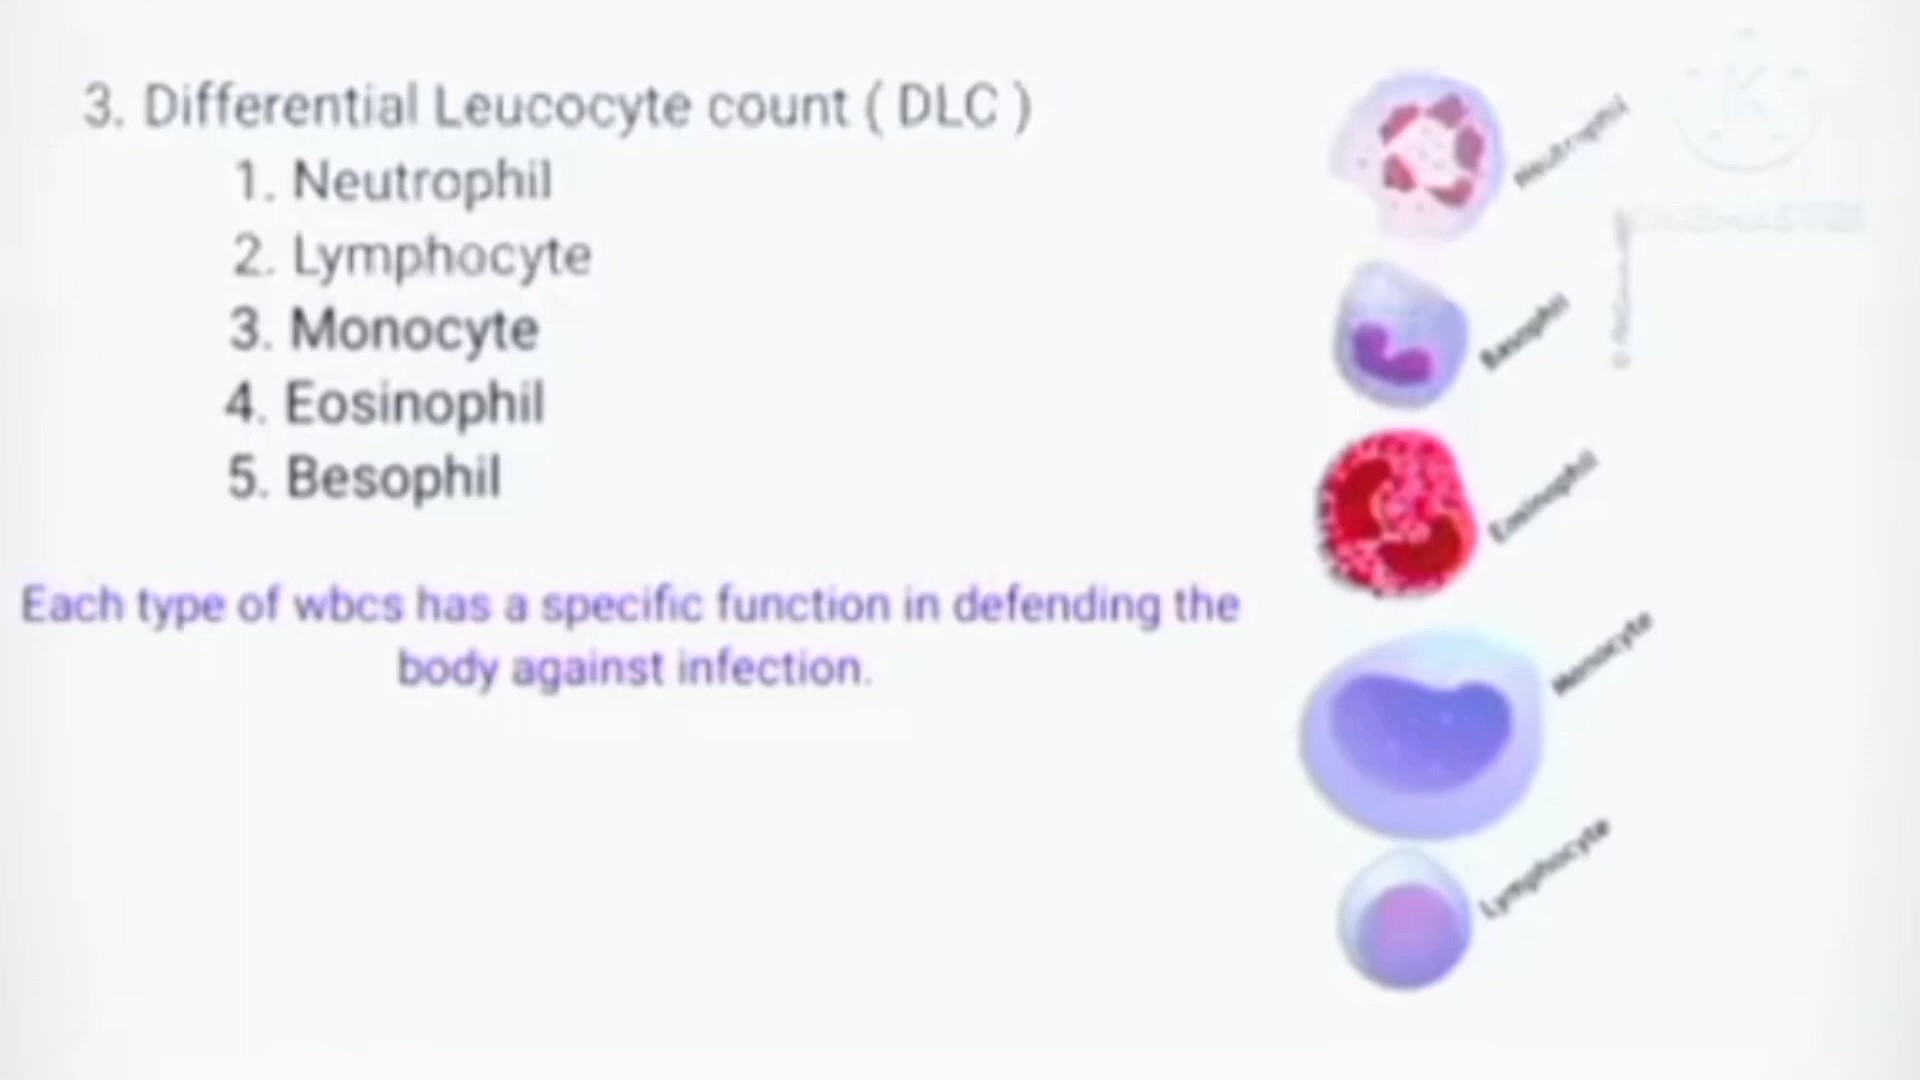 3. Differential Leucocyte count ( DLC )
1. Neutrophil
2. Lymphocyte
3. Monocyte
4. Eosinophil
5. Besophil
Each type of wbcs has a specific function in defending the
body against infection.
Neutrophil
Basophil
Eosinophil
Monocyte
Lymphocyte